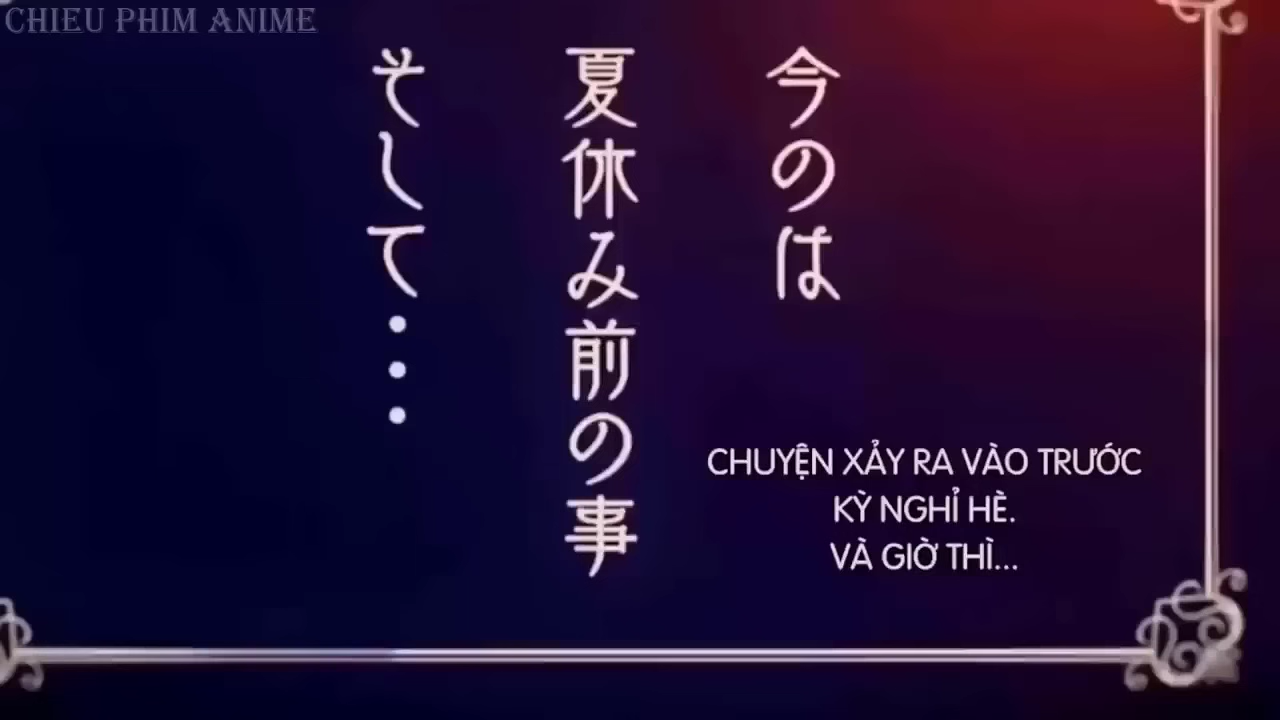 CHIEU PHIM ANIME
今のは
夏休み前の事
そして・・・
CHUYỆN XẢY RA VÀO TRƯỚC
KỲ NGHỈ HÈ.
VÀ GIỜ THÌ...